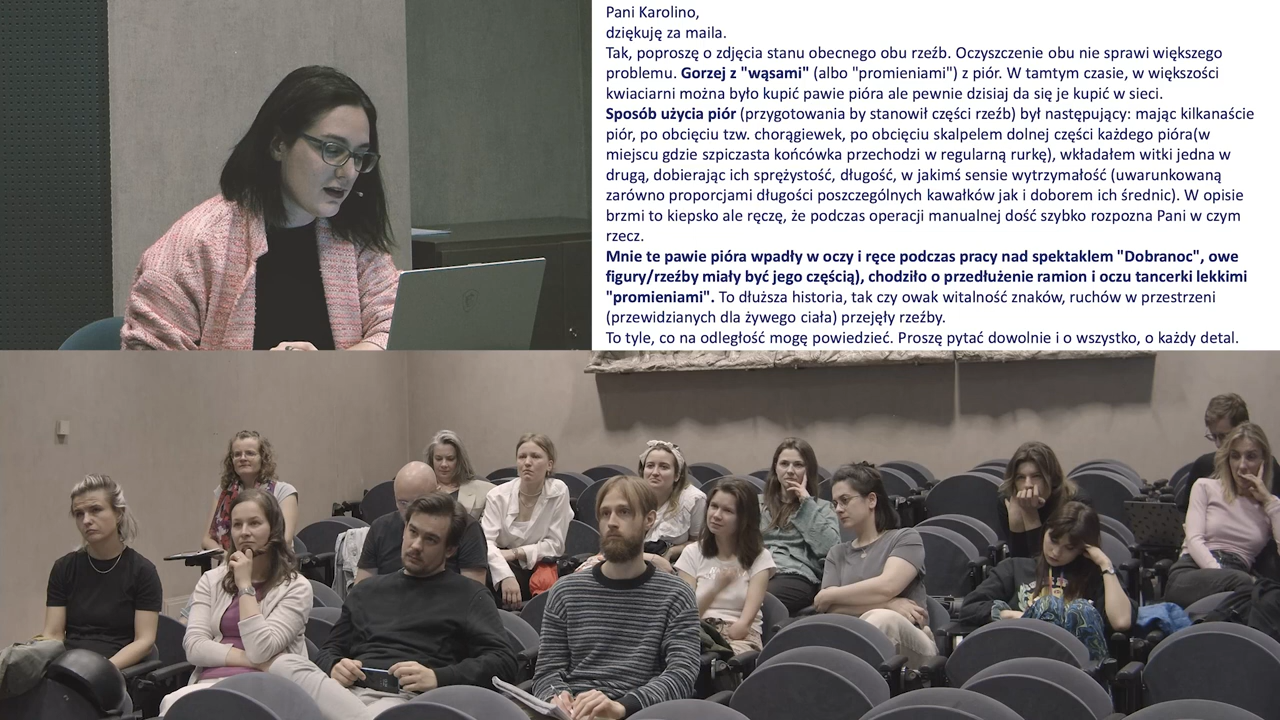 Pani Karolino,
dziękuję za maila.
Tak, poproszę o zdjęcia stanu obecnego obu rzeźb. Oczyszczenie obu nie sprawi większego
problemu. Gorzej z "wąsami" (albo "promieniami") z piór. W tamtym czasie, w większości
kwiaciarni można było kupić pawie pióra ale pewnie dzisiaj da się je kupić w sieci.
Sposób użycia piór (przygotowania by stanowił części rzeźb) był następujący: mając kilkanaście
piór, po obcięciu tzw. chorągiewek, po obcięciu skalpelem dolnej części każdego pióra(w
miejscu gdzie szpiczasta końcówka przechodzi w regularną rurkę), wkładałem witki jedna w
drugą, dobierając ich sprężystość, długość, w jakimś sensie wytrzymałość (uwarunkowaną
zarówno proporcjami długości poszczególnych kawałków jak i doborem ich średnic). W opisie
brzmi to kiepsko ale ręczę, że podczas operacji manualnej dość szybko rozpozna Pani w czym
rzecz.
Mnie te pawie pióra wpadły w oczy i ręce podczas pracy nad spektaklem "Dobranoc", owe
figury/rzeźby miały być jego częścią), chodziło o przedłużenie ramion i oczu tancerki lekkimi
"promieniami". To dłuższa historia, tak czy owak witalność znaków, ruchów w przestrzeni
(przewidzianych dla żywego ciała) przejęły rzeźby.
To tyle, co na odległość mogę powiedzieć. Proszę pytać dowolnie i o wszystko, o każdy detal.